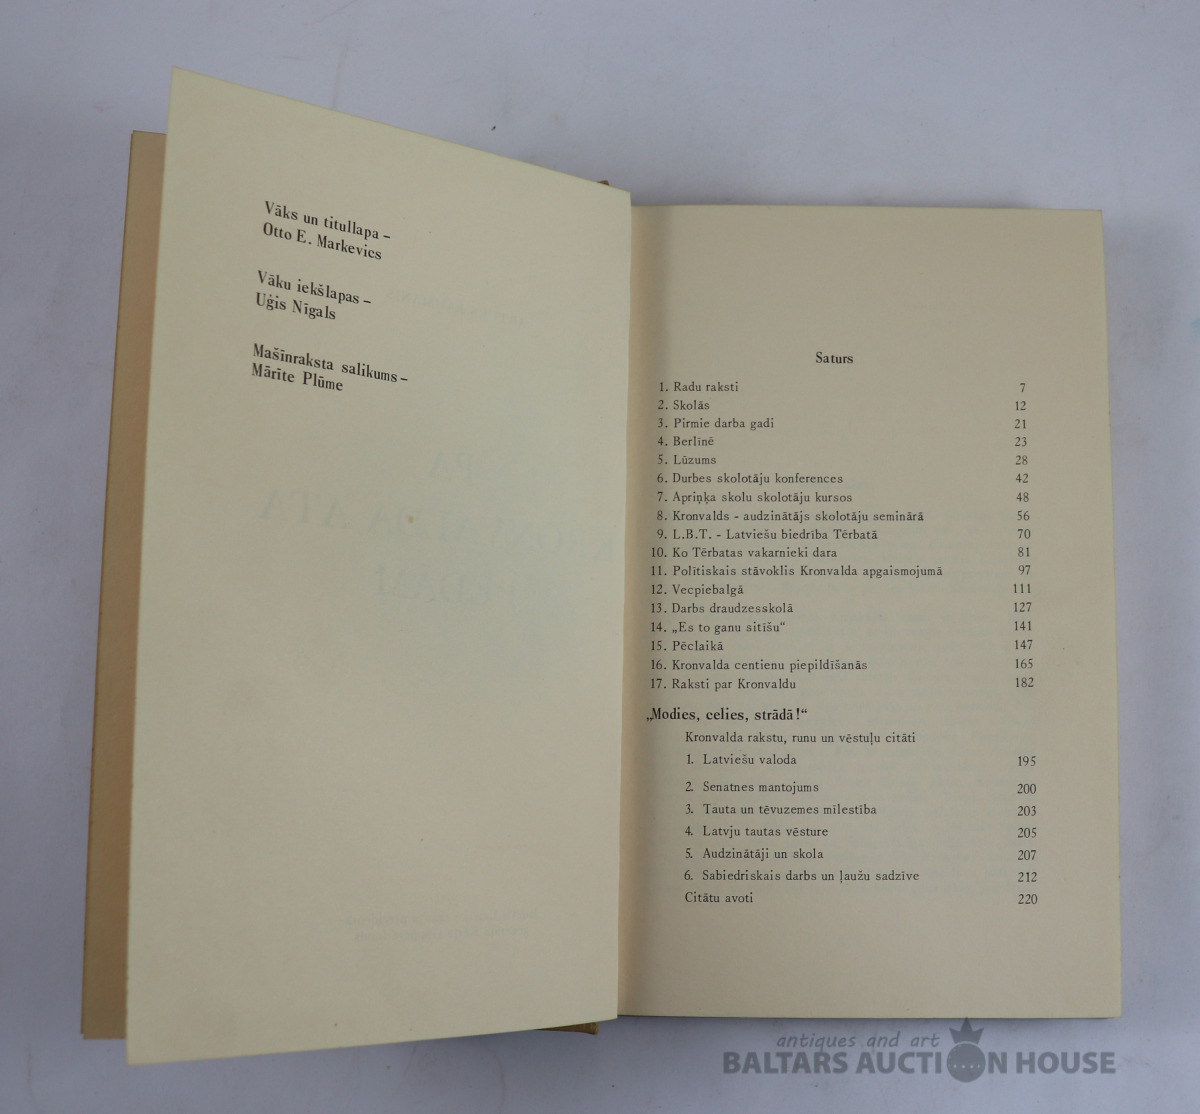 Vāks un titullapa –
Otto E. Markevics
Vāku iekšlapas –
Uģis Nīgals
Mašīnraksta salikums –
Mārīte Plūme
Saturs
1. Radu raksti 7
2. Skolās 12
3. Pirmie darba gadi 21
4. Berlīnē 23
5. Lūzums 28
6. Durbes skolotāju konferences 42
7. Apriņķa skolu skolotāju kursos 48
8. Kronvalds - audzinātājs skolotāju seminārā 56
9. L.B.T. - Latviešu biedrība Tērbatā 70
10. Ko Tērbatas vakarnieki dara 81
11. Polītiskais stāvoklis Kronvalda apgaismojumā 97
12. Vecpiebalgā 111
13. Darbs draudzesskolā 127
14. „Es to ganu sitīšu“ 141
15. Pēclaikā 147
16. Kronvalda centienu piepildīšanās 165
17. Raksti par Kronvaldu 182
„Modies, celies, strādā!“
Kronvalda rakstu, runu un vēstuļu citāti
1. Latviešu valoda 195
2. Senatnes mantojums 200
3. Tauta un tēvuzemes mīlestība 203
4. Latvju tautas vēsture 205
5. Audzinātāji un skola 207
6. Sabiedriskais darbs un ļaužu sadzīve 212
Citātu avoti 220
antiques and art
BALTARS AUCTION HOUSE